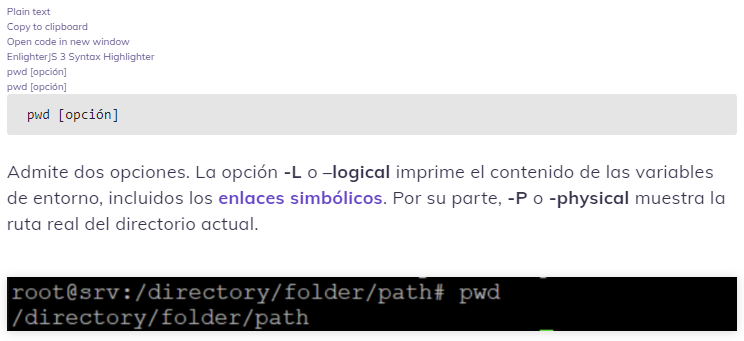 Plain text
Copy to clipboard
Open code in new window
EnlighterJS 3 Syntax Highlighter
pwd [opción]
pwd [opción]
pwd [opción]
Admite dos opciones. La opción -L o –logical imprime el contenido de las variables
de entorno, incluidos los enlaces simbólicos. Por su parte, -P o -physical muestra la
ruta real del directorio actual.
root@srv:/directory/folder/path# pwd
/directory/folder/path